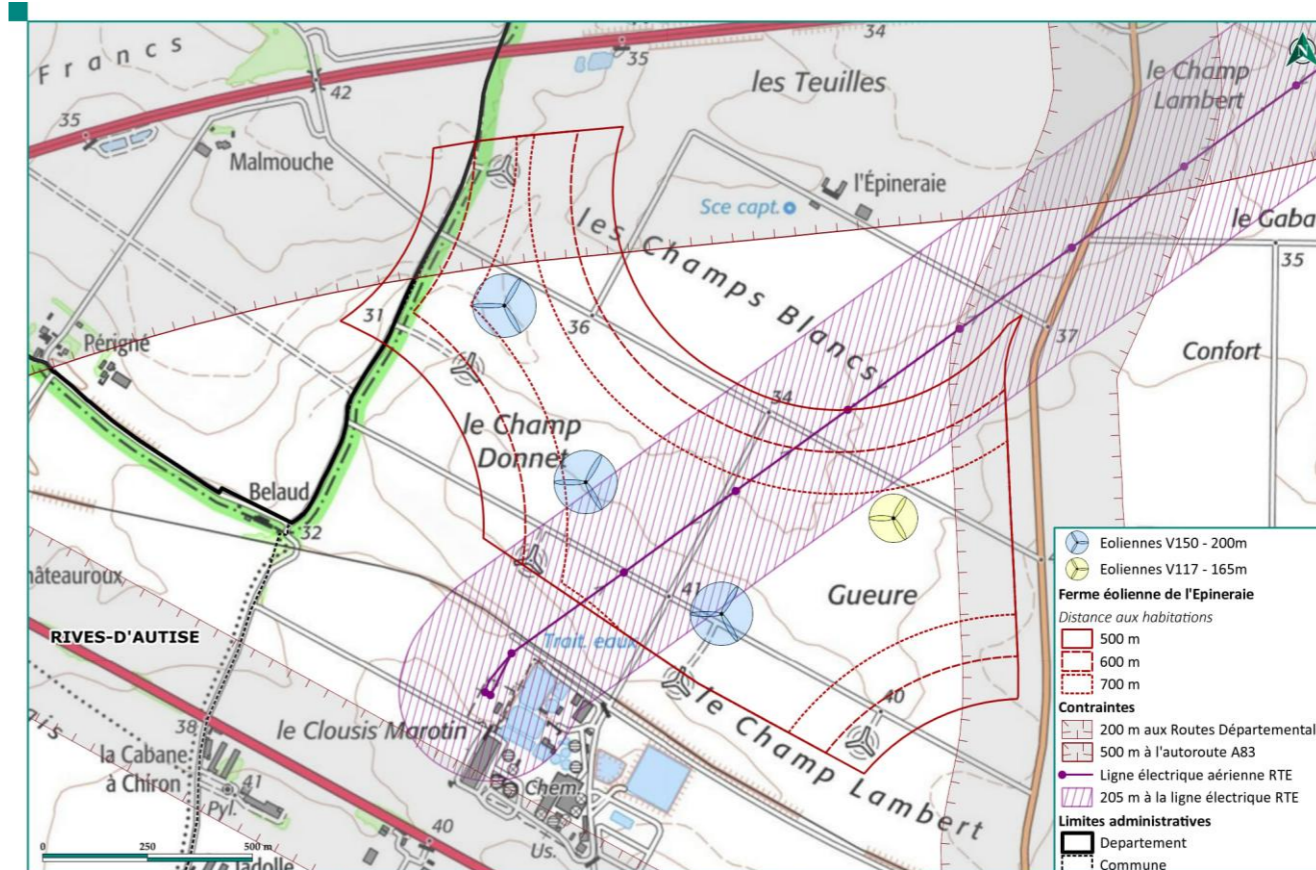 Francs
34
35
les Teuilles
le Champ
Lambert
42
35
Malmouche
l'Épineraie
Sce capt.
les Champs Blancs
le Gaba
35
31
36
37
Périgné
Confort
34
le Champ
Donnet
Belaud
32
hâteauroux
41
Gueure
RIVES-D'AUTISE
Trait. eaux
40
38
le Clousis Marotin
le Champ Lambert
la Cabane
à Chiron
41
Pyl.
Chem.
Us.
40
0 250 500 m
Eoliennes V150 - 200m
Eoliennes V117 - 165m
Ferme éolienne de l'Epineraie
Distance aux habitations
500 m
600 m
700 m
Contraintes
200 m aux Routes Départemental
500 m à l'autoroute A83
Ligne électrique aérienne RTE
205 m à la ligne électrique RTE
Limites administratives
Departement
Commune